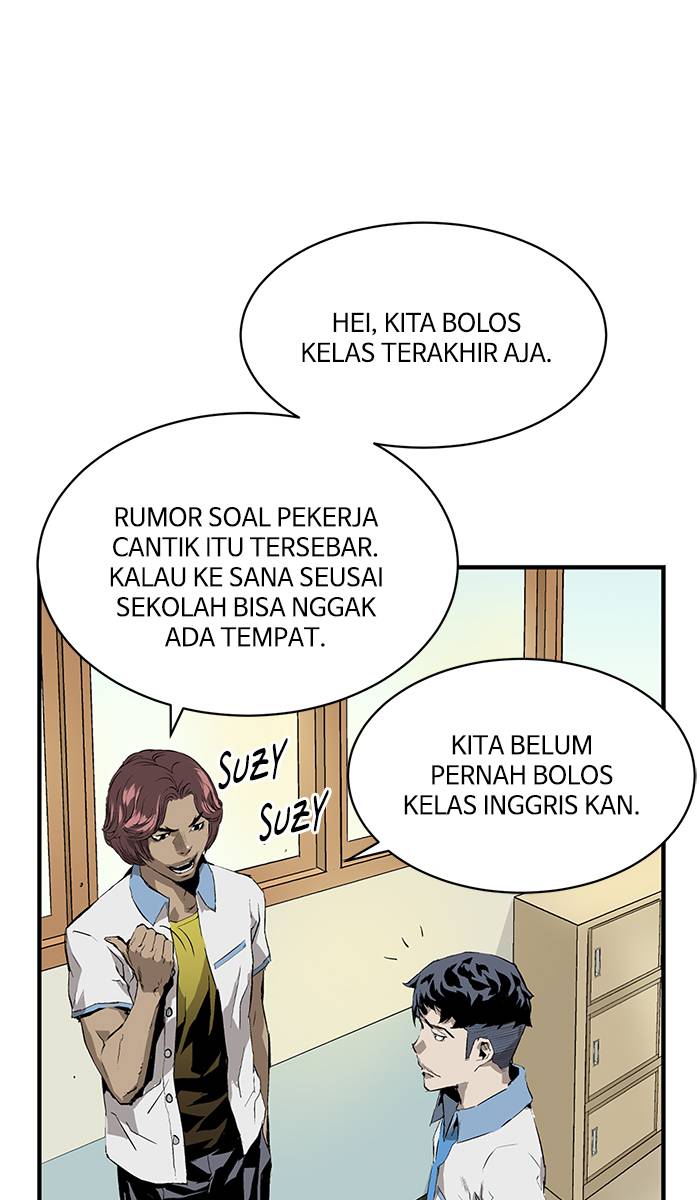 HEI, KITA BOLOS
KELAS TERAKHIR AJA.
RUMOR SOAL PEKERJA
CANTIK ITU TERSEBAR.
KALAU KE SANA SEUSAI
SEKOLAH BISA NGGAK
ADA TEMPAT.
SUZY
SUZY
KITA BELUM
PERNAH BOLOS
KELAS INGGRIS KAN.